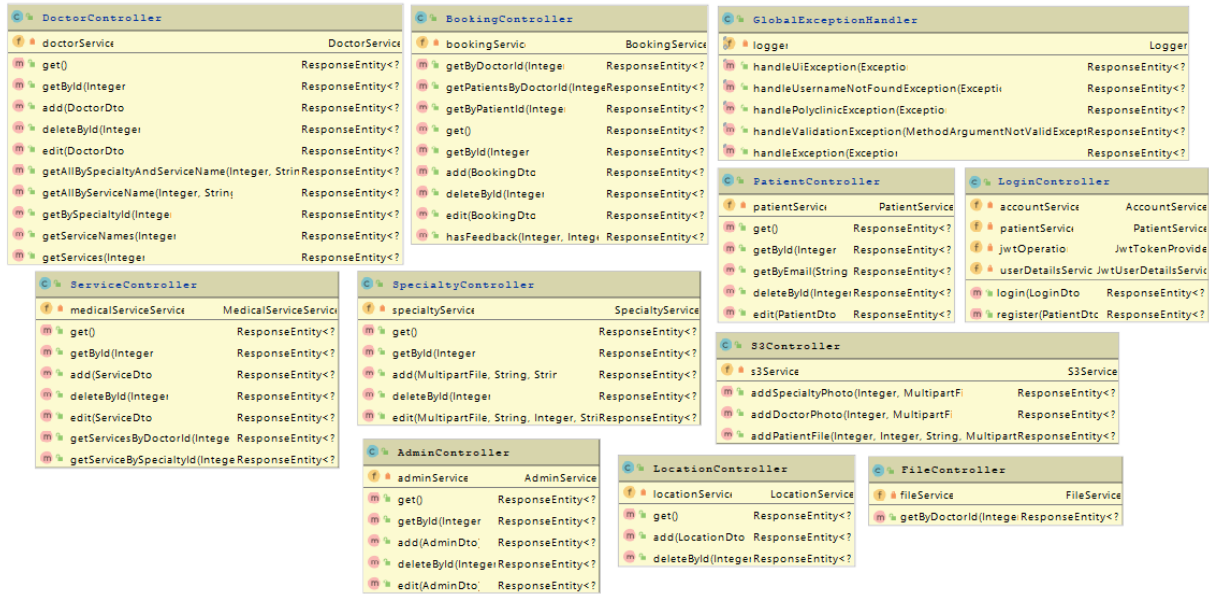 DoctorController
doctorService DoctorService
get() ResponseEntity<?
getById(Integer ResponseEntity<?
add(DoctorDto ResponseEntity<?
deleteById(Integer ResponseEntity<?
edit(DoctorDto ResponseEntity<?
getAllBySpecialtyAndServiceName(Integer, Strin ResponseEntity<?
getAllByServiceName(Integer, String ResponseEntity<?
getBySpecialtyId(Integer ResponseEntity<?
getServiceNames(Integer ResponseEntity<?
getServices(Integer ResponseEntity<?
BookingController
bookingServic BookingService
getByDoctorId(Integer ResponseEntity<?
getPatientsByDoctorId(Intege ResponseEntity<?
getByPatientId(Integer ResponseEntity<?
get() ResponseEntity<?
getById(Integer ResponseEntity<?
add(BookingDto ResponseEntity<?
deleteById(Integer ResponseEntity<?
edit(BookingDto ResponseEntity<?
hasFeedback(Integer, Intege ResponseEntity<?
GlobalExceptionHandler
logger Logger
handleUiException(Exceptio ResponseEntity<?
handleUsernameNotFoundException(Exceptic ResponseEntity<?
handlePolyclinicException(Exceptio ResponseEntity<?
handleValidationException(MethodArgumentNotValidExcept ResponseEntity<?
handleException(Exception ResponseEntity<?
PatientController
patientService PatientService
get() ResponseEntity<?
getById(Integer ResponseEntity<?
getByEmail(String ResponseEntity<?
deleteById(Integer ResponseEntity<?
edit(PatientDto ResponseEntity<?
LoginController
accountService AccountService
patientService PatientService
jwtOperatio JwtTokenProvide
userDetailsServic JwtUserDetailsServic
login(LoginDto ResponseEntity<?
register(PatientDto ResponseEntity<?
ServiceController
medicalServiceService MedicalServiceService
get() ResponseEntity<?
getById(Integer ResponseEntity<?
add(ServiceDto ResponseEntity<?
deleteById(Integer ResponseEntity<?
edit(ServiceDto ResponseEntity<?
getServicesByDoctorId(Intege ResponseEntity<?
getServiceBySpecialtyId(Intege ResponseEntity<?
SpecialtyController
specialtyService SpecialtyService
get() ResponseEntity<?
getById(Integer ResponseEntity<?
add(MultipartFile, String, Strir ResponseEntity<?
deleteById(Integer ResponseEntity<?
edit(MultipartFile, String, Integer, Stri ResponseEntity<?
S3Controller
s3Service S3Service
addSpecialtyPhoto(Integer, MultipartFi ResponseEntity<?
addDoctorPhoto(Integer, MultipartFi ResponseEntity<?
addPatientFile(Integer, Integer, String, Multipart ResponseEntity<?
AdminController
adminService AdminService
get() ResponseEntity<?
getById(Integer ResponseEntity<?
add(AdminDto) ResponseEntity<?
deleteById(Integer ResponseEntity<?
edit(AdminDto) ResponseEntity<?
LocationController
locationService LocationService
get() ResponseEntity<?
add(LocationDto ResponseEntity<?
deleteById(Integer ResponseEntity<?
FileController
fileService FileService
getByDoctorId(Intege ResponseEntity<?